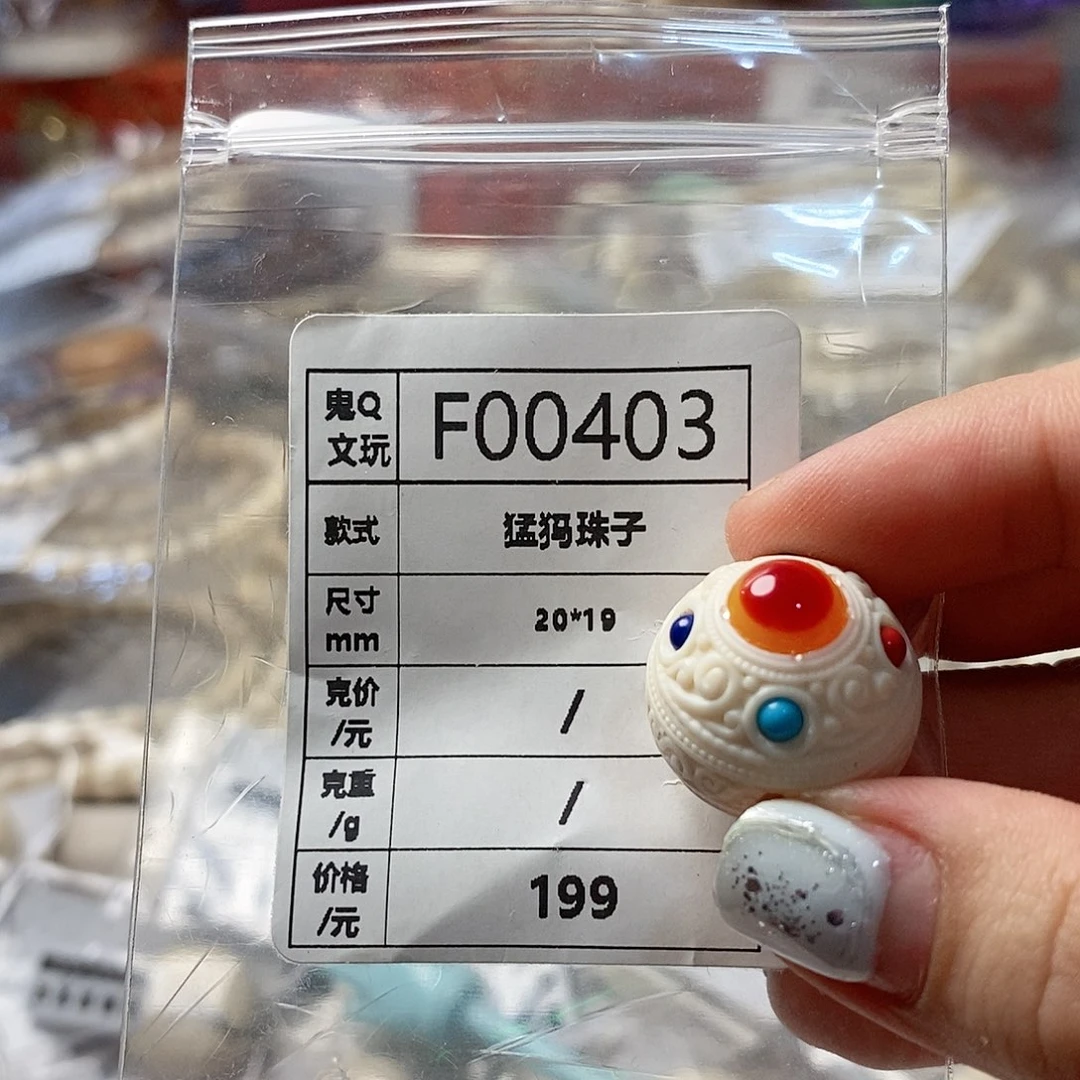 鬼Q
文玩
F00403
款式
猛犸珠子
尺寸
mm
20*19
克价
/元
/
克重
/g
/
价格
/元
199